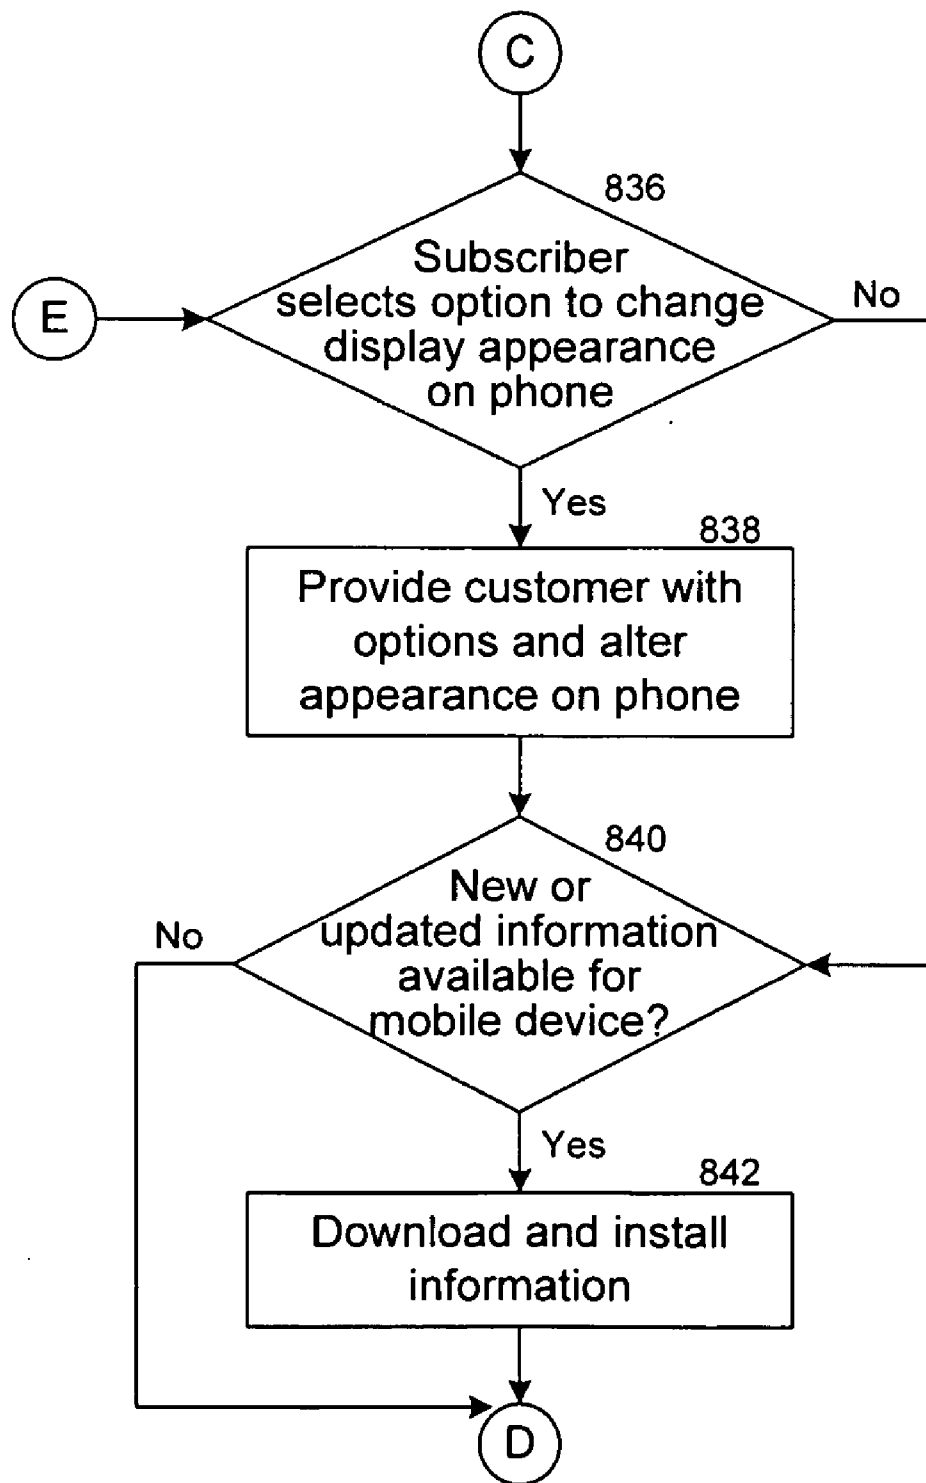 C
836
Subscriber
selects option to change
display appearance
on phone
E
No
Yes
838
Provide customer with
options and alter
appearance on phone
840
New or
updated information
available for
mobile device?
No
Yes
842
Download and install
information
D